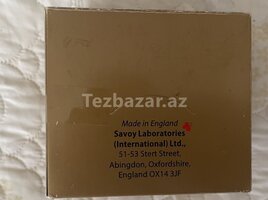 Tezbazar.az
Made in England
Savoy Laboratories
(International) Ltd.,
51-53 Stert Street,
Abingdon, Oxfordshire,
England OX14 3JF